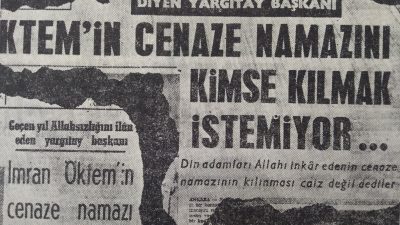 DİYEN YARGITAY BAŞKANI
KTEM'İN CENAZE NAMAZINI
KİMSE KILMAK
İSTEMİYOR...
Din adamları Allahı inkâr edenin cenaze
namazının kılınması caiz değil dediler
Geçen yıl Allahsızlığını ilân
eden yargıtay başkanı
İmran Öktem'in
cenaze namazı